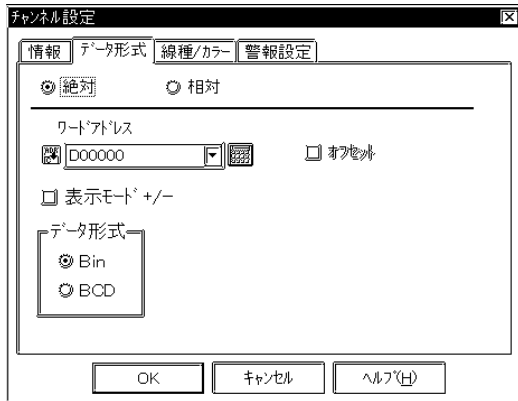 ﾁｬﾝﾈﾙ設定
情報 ﾃﾞｰﾀ形式 線種/ｶﾗｰ 警報設定
絶対 相対
ﾜｰﾄﾞｱﾄﾞﾚｽ
D00000 ｵﾌｾｯﾄ
表示ﾓｰﾄﾞ+/−
ﾃﾞｰﾀ形式
Bin
BCD
OK ｷｬﾝｾﾙ ﾍﾙﾌﾟ(H)